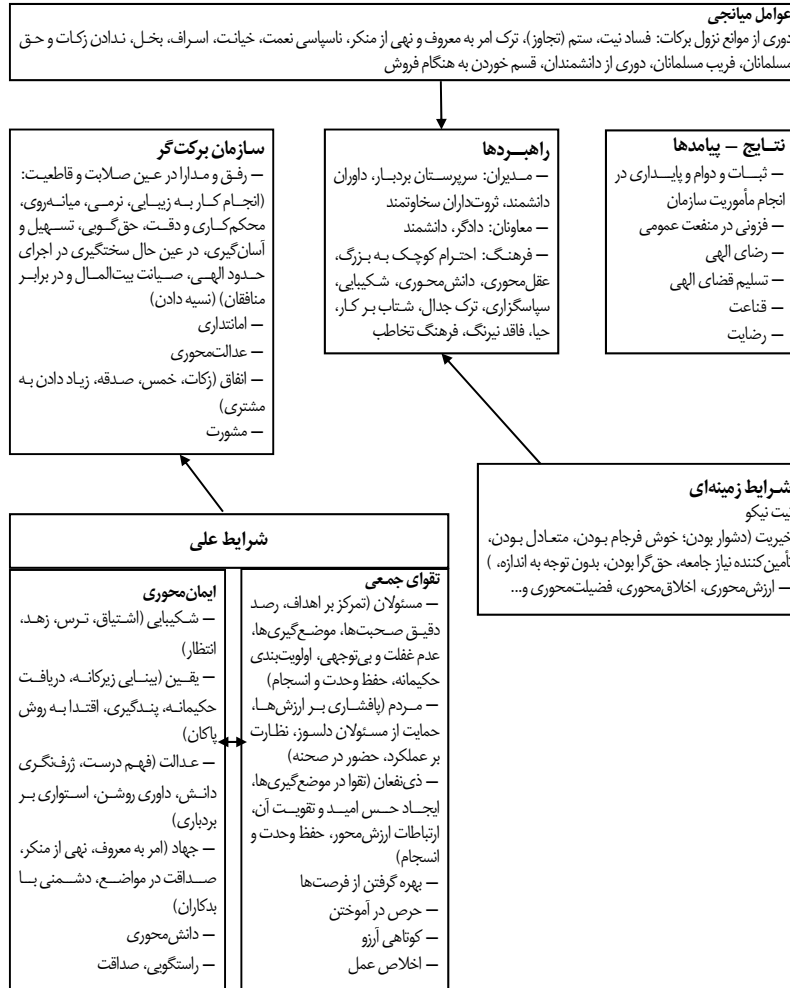 عوامل میانجی
دوری از موانع نزول برکات: فساد نیت، ستم (تجاوز)، ترک امر به معروف و نهی از منکر، ناسپاسی نعمت، خیانت، اسراف، بخل، ندادن زکات و حق
مسلمانان، فریب مسلمانان، دوری از دانشمندان، قسم خوردن به هنگام فروش
نتایج – پیامدها
– ثبات و دوام و پایداری در
انجام مأموریت سازمان
– فزونی در منفعت عمومی
– رضای الهی
– تسلیم قضای الهی
– قناعت
– رضایت
راهبردها
– مدیران: سرپرستان بردبار، داوران
دانشمند، ثروت‌داران سخاوتمند
– معاونان: دادگر، دانشمند
– فرهنگ: احترام کوچک به بزرگ،
عقل‌محوری، دانش‌محوری، شکیبایی،
سپاسگزاری، ترک جدال، شتاب بر کار،
حیا، فاقد نیرنگ، فرهنگ تخاطب
سازمان برکت‌گر
– رفق و مدارا در عین صلابت و قاطعیت:
(انجام کار به زیبایی، نرمی، میانه‌روی،
محکم‌کاری و دقت، حق‌گویی، تسهیل و
آسان‌گیری، در عین حال سختگیری در اجرای
حدود الهی، صیانت بیت‌المال و در برابر
منافقان) (نسیه دادن)
– امانتداری
– عدالت‌محوری
– انفاق (زکات، خمس، صدقه، زیاد دادن به
مشتری)
– مشورت
شرایط زمینه‌ای
نیت نیکو
خیریت (دشوار بودن؛ خوش فرجام بودن، متعادل بودن،
تأمین‌کننده نیاز جامعه، حق‌گرا بودن، بدون توجه به اندازه، )
– ارزش‌محوری، اخلاق‌محوری، فضیلت‌محوری و...
شرایط علی
تقوای جمعی
– مسئولان (تمرکز بر اهداف، رصد
دقیق صحبت‌ها، موضع‌گیری‌ها،
عدم غفلت و بی‌توجهی، اولویت‌بندی
حکیمانه، حفظ وحدت و انسجام)
– مردم (پافشاری بر ارزش‌ها،
حمایت از مسئولان دلسوز، نظارت
بر عملکرد، حضور در صحنه)
– ذی‌نفعان (تقوا در موضع‌گیری‌ها،
ایجاد حس امید و تقویت آن،
ارتباطات ارزش‌محور، حفظ وحدت و
انسجام)
– بهره گرفتن از فرصت‌ها
– حرص در آموختن
– کوتاهی آرزو
– اخلاص عمل
ایمان‌محوری
– شکیبایی (اشتیاق، ترس، زهد،
انتظار)
– یقین (بینایی زیرکانه، دریافت
حکیمانه، پندگیری، اقتدا به روش
پاکان)
– عدالت (فهم درست، ژرف‌نگری
دانش، داوری روشن، استواری بر
بردباری)
– جهاد (امر به معروف، نهی از منکر،
صداقت در مواضع، دشمنی با
بدکاران)
– دانش‌محوری
– راستگویی، صداقت